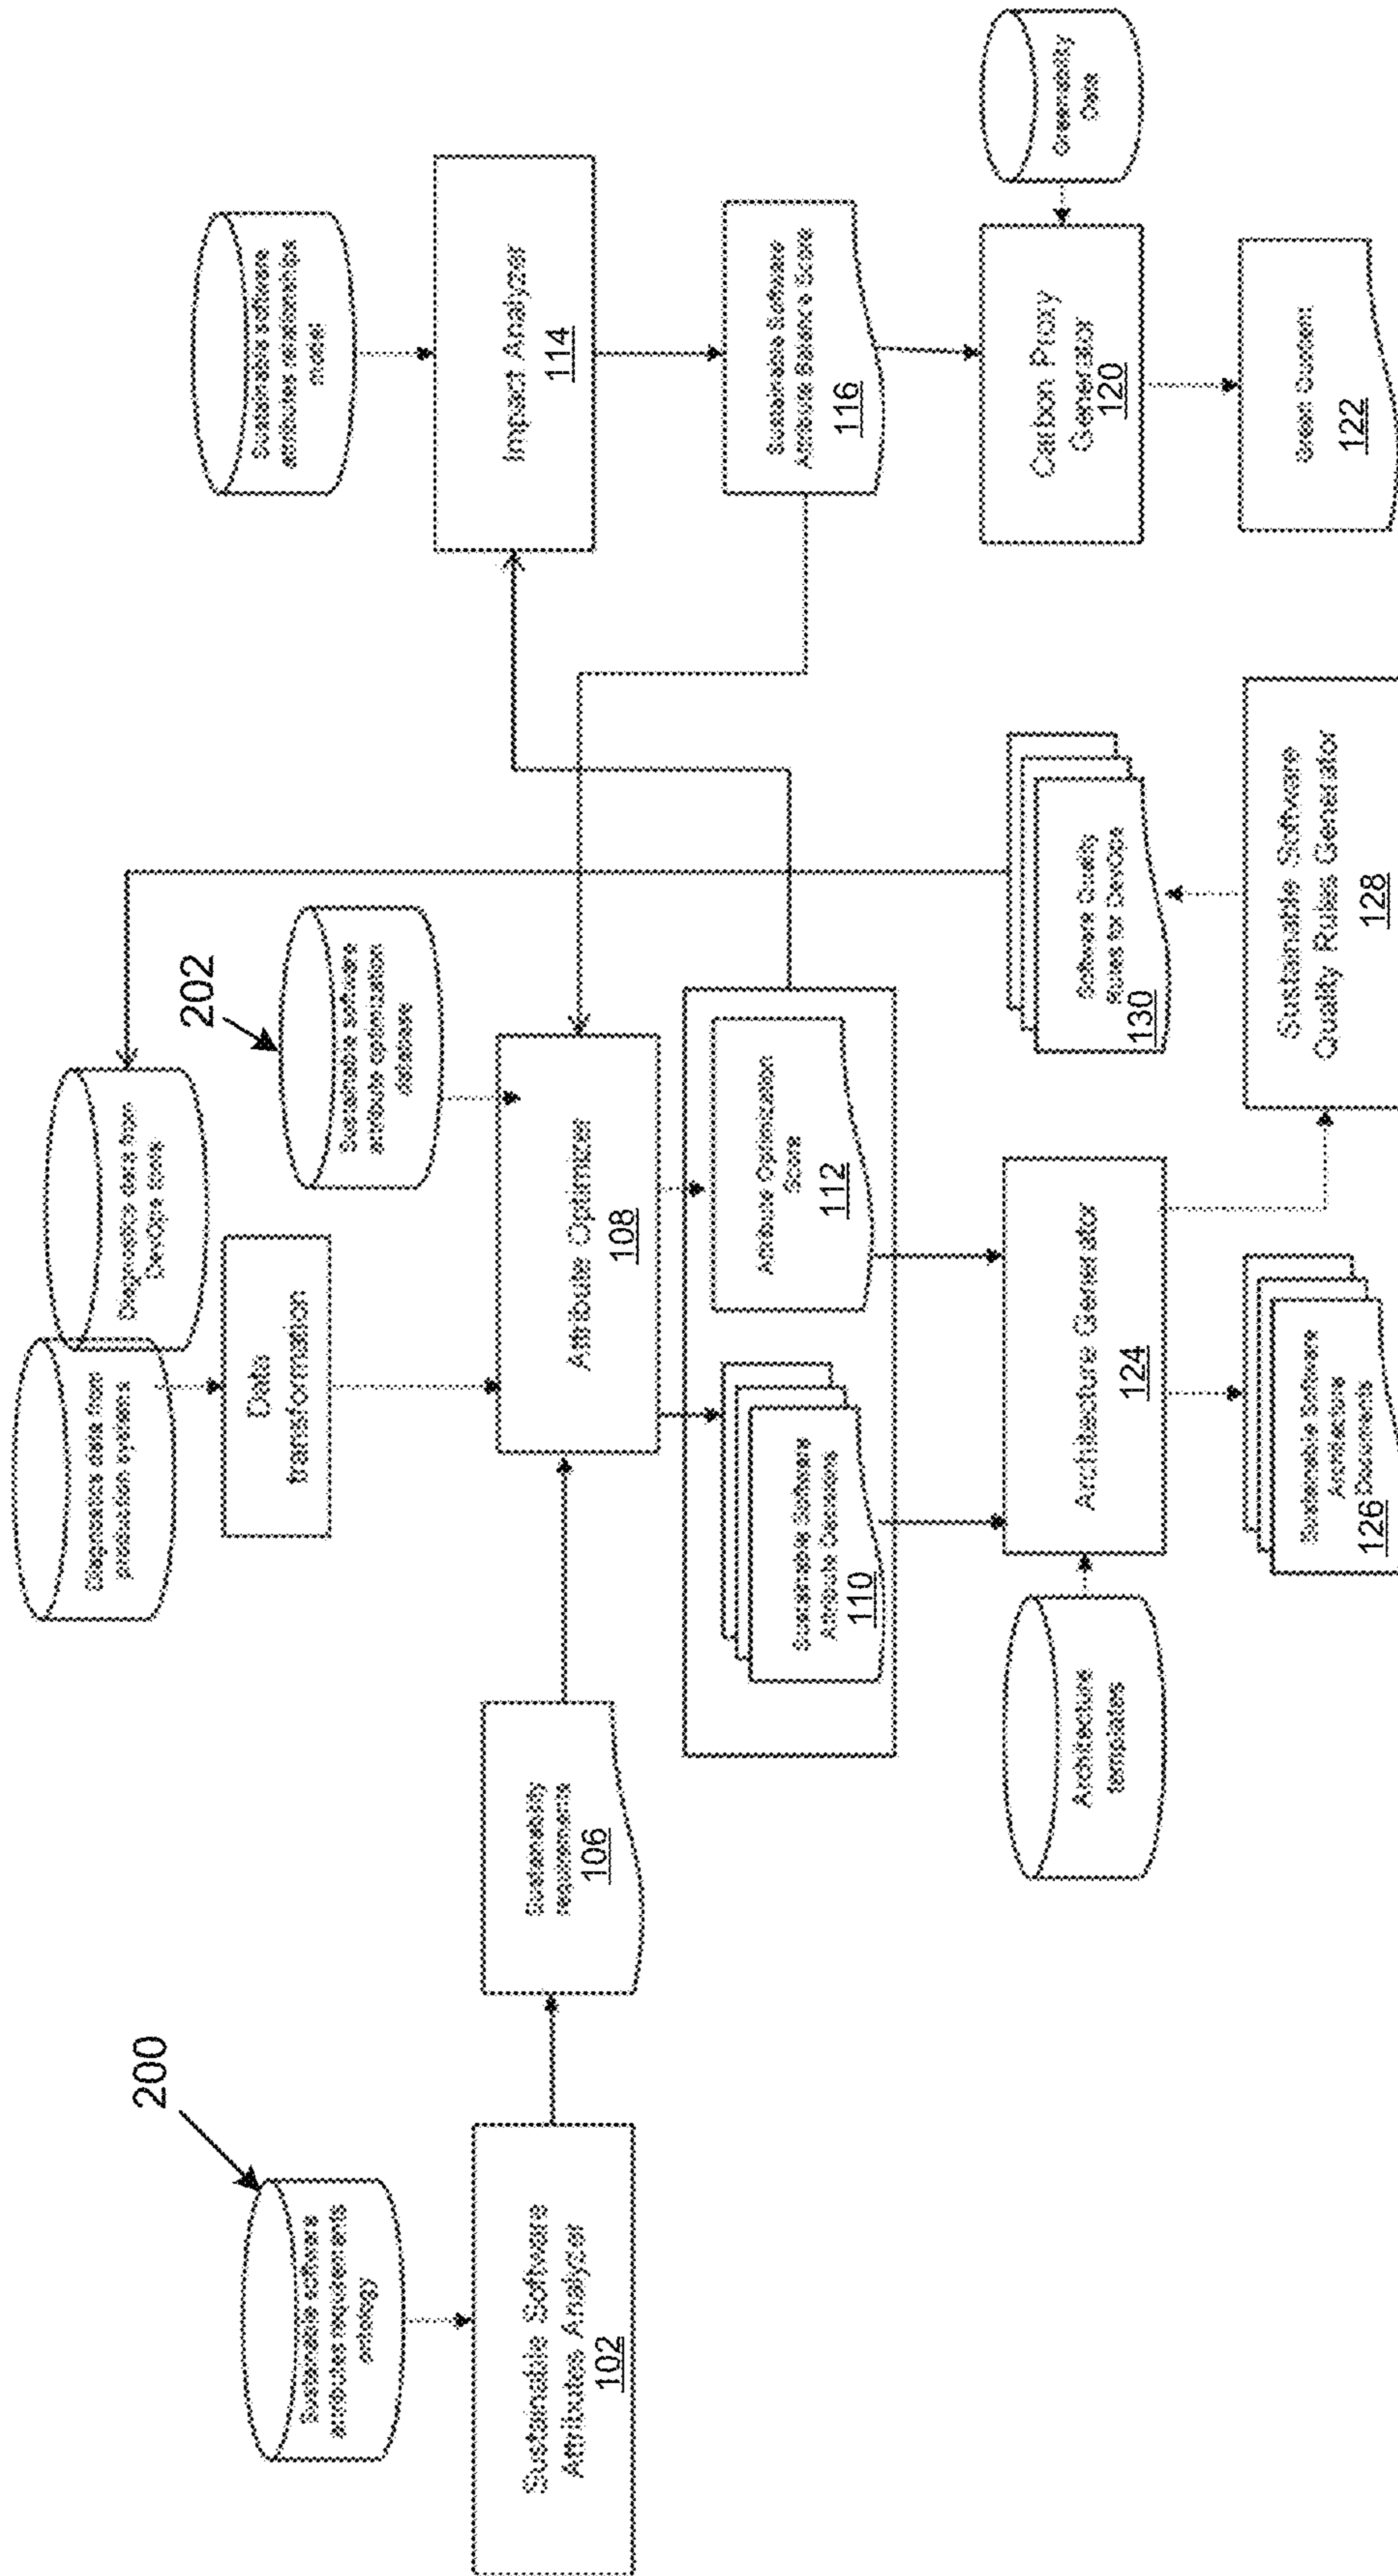 200
Sustainable software
attributes requirements
ontology
Sustainable Software
Attributes Analyzer
102
Sustainability
requirements
106
Diagnostics data from
production systems
Diagnostics data from
DevOps tools
Data
transformation
202
Sustainable software
attribute optimization
database
Attribute Optimizer
108
Sustainable Software
Attribute Decisions
110
Attribute Optimization
Score
112
Architecture
templates
Architecture Generator
124
Sustainable Software
Architecture
Documents
126
Software Quality
Rules for DevOps
130
Sustainable Software
Quality Rules Generator
128
Sustainable software
attributes relationships
model
Impact Analyzer
114
Sustainable Software
Attribute Balance Score
116
Carbon Proxy
Generator
120
Greenability
Data
Green Quotient
122